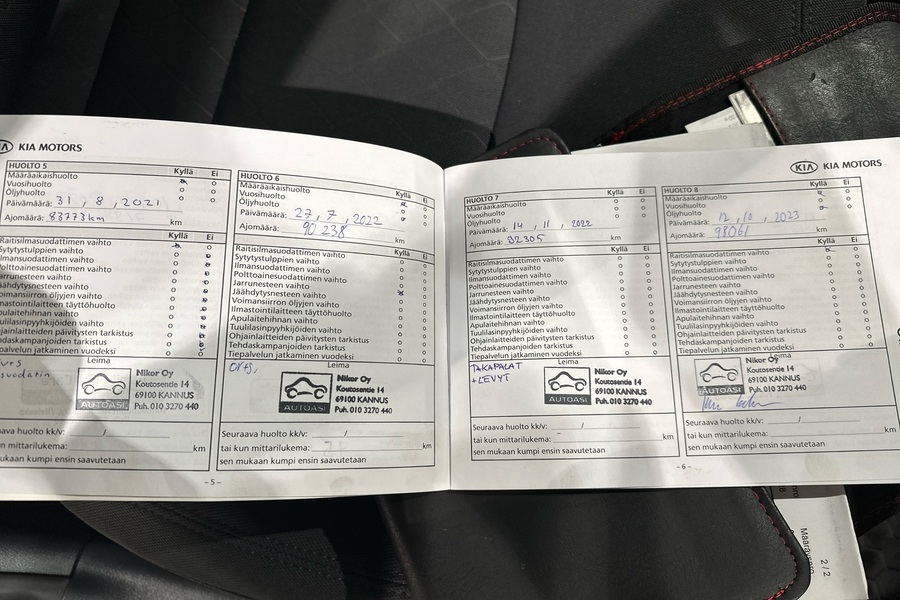 KIA MOTORS
HUOLTO 5
Kyllä Ei
Määräaikaishuolto
Vuosihuolto
Öljyhuolto
Päivämäärä: 31 , 8 , 2021
Ajomäärä: 83773km km
Kyllä Ei
Raitisilmasuodattimen vaihto
Sytytystulppien vaihto
Ilmansuodattimen vaihto
Polttoainesuodattimen vaihto
Jarrunesteen vaihto
Jäähdytysnesteen vaihto
Voimansiirron öljyjen vaihto
Ilmastointilaitteen täyttöhuolto
Apulaitehihnan vaihto
Tuulilasinpyyhkijöiden vaihto
Ohjainlaitteiden päivitysten tarkistus
Tehdaskampanjoiden tarkistus
Tiepalvelun jatkaminen vuodeksi
Leima
suodatin
AUTOASI
Nikor Oy
Koutosentie 14
69100 KANNUS
Puh. 010 3270 440
aava huolto kk/v: /
n mittarilukema: km
mukaan kumpi ensin saavutetaan
-5-
HUOLTO 6
Kyllä Ei
Määräaikaishuolto
Vuosihuolto
Öljyhuolto
Päivämäärä: 27 , 7 , 2022
Ajomäärä: 90 238 km
Kyllä Ei
Raitisilmasuodattimen vaihto
Sytytystulppien vaihto
Ilmansuodattimen vaihto
Polttoainesuodattimen vaihto
Jarrunesteen vaihto
Jäähdytysnesteen vaihto
Voimansiirron öljyjen vaihto
Ilmastointilaitteen täyttöhuolto
Apulaitehihnan vaihto
Tuulilasinpyyhkijöiden vaihto
Ohjainlaitteiden päivitysten tarkistus
Tehdaskampanjoiden tarkistus
Tiepalvelun jatkaminen vuodeksi
Leima
AUTOASI
Nikor Oy
Koutosentie 14
69100 KANNUS
Puh. 010 3270 440
Seuraava huolto kk/v: /
tai kun mittarilukema: km
sen mukaan kumpi ensin saavutetaan
KIA KIA MOTORS
HUOLTO 7
Kyllä Ei
Määräaikaishuolto
Vuosihuolto
Öljyhuolto
Päivämäärä: 14 , 11 , 2022
Ajomäärä: 92305 km
Kyllä Ei
Raitisilmasuodattimen vaihto
Sytytystulppien vaihto
Ilmansuodattimen vaihto
Polttoainesuodattimen vaihto
Jarrunesteen vaihto
Jäähdytysnesteen vaihto
Voimansiirron öljyjen vaihto
Ilmastointilaitteen täyttöhuolto
Apulaitehihnan vaihto
Tuulilasinpyyhkijöiden vaihto
Ohjainlaitteiden päivitysten tarkistus
Tehdaskampanjoiden tarkistus
Tiepalvelun jatkaminen vuodeksi
Leima
TAKAPALAT
+LEVYT
AUTOASI
Nikor Oy
Koutosentie 14
69100 KANNUS
Puh. 010 3270 440
Seuraava huolto kk/v: /
tai kun mittarilukema: km
sen mukaan kumpi ensin saavutetaan
HUOLTO 8
Kyllä Ei
Määräaikaishuolto
Vuosihuolto
Öljyhuolto
Päivämäärä: 12 , 10 , 2023
Ajomäärä: 98061 km
Kyllä Ei
Raitisilmasuodattimen vaihto
Sytytystulppien vaihto
Ilmansuodattimen vaihto
Polttoainesuodattimen vaihto
Jarrunesteen vaihto
Jäähdytysnesteen vaihto
Voimansiirron öljyjen vaihto
Ilmastointilaitteen täyttöhuolto
Apulaitehihnan vaihto
Tuulilasinpyyhkijöiden vaihto
Ohjainlaitteiden päivitysten tarkistus
Tehdaskampanjoiden tarkistus
Tiepalvelun jatkaminen vuodeksi
Leima
AUTOASI
Nikor Oy
Koutosentie 14
69100 KANNUS
Puh. 010 3270 440
Seuraava huolto kk/v: /
tai kun mittarilukema: km
sen mukaan kumpi ensin saavutetaan
-6-
2/2